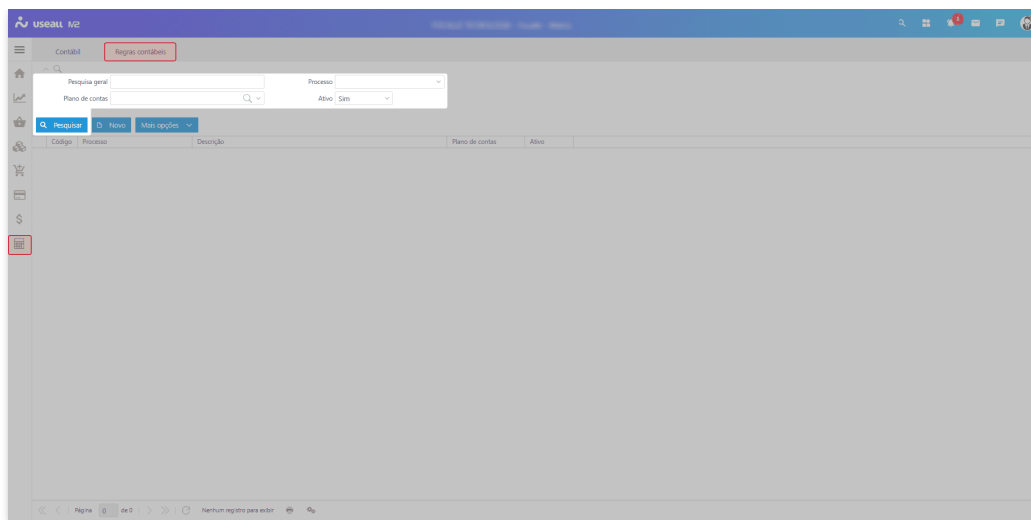 useall M2
3
Contábil Regras contábeis
Pesquisa geral Processo
Plano de contas Ativo Sim
Pesquisar Novo Mais opções
Código Processo Descrição Plano de contas Ativo
Página 0 de 0 Nenhum registro para exibir